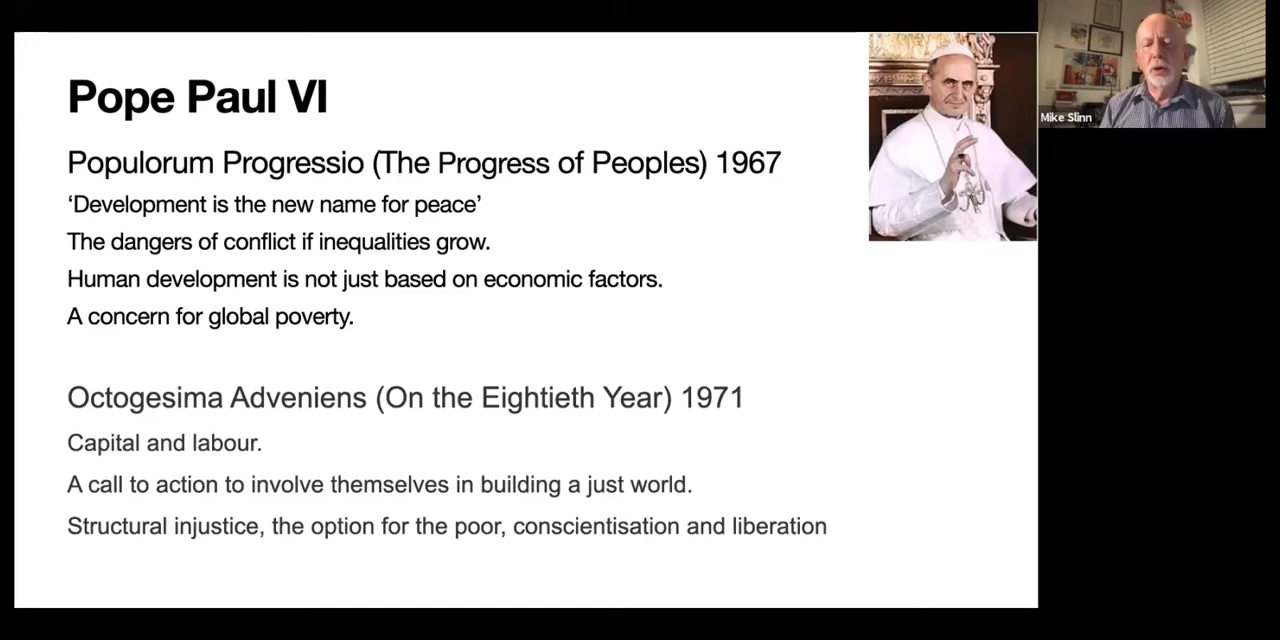 Pope Paul VI
Populorum Progressio (The Progress of Peoples) 1967
‘Development is the new name for peace’
The dangers of conflict if inequalities grow.
Human development is not just based on economic factors.
A concern for global poverty.
Octogesima Adveniens (On the Eightieth Year) 1971
Capital and labour.
A call to action to involve themselves in building a just world.
Structural injustice, the option for the poor, conscientisation and liberation
Mike Slinn